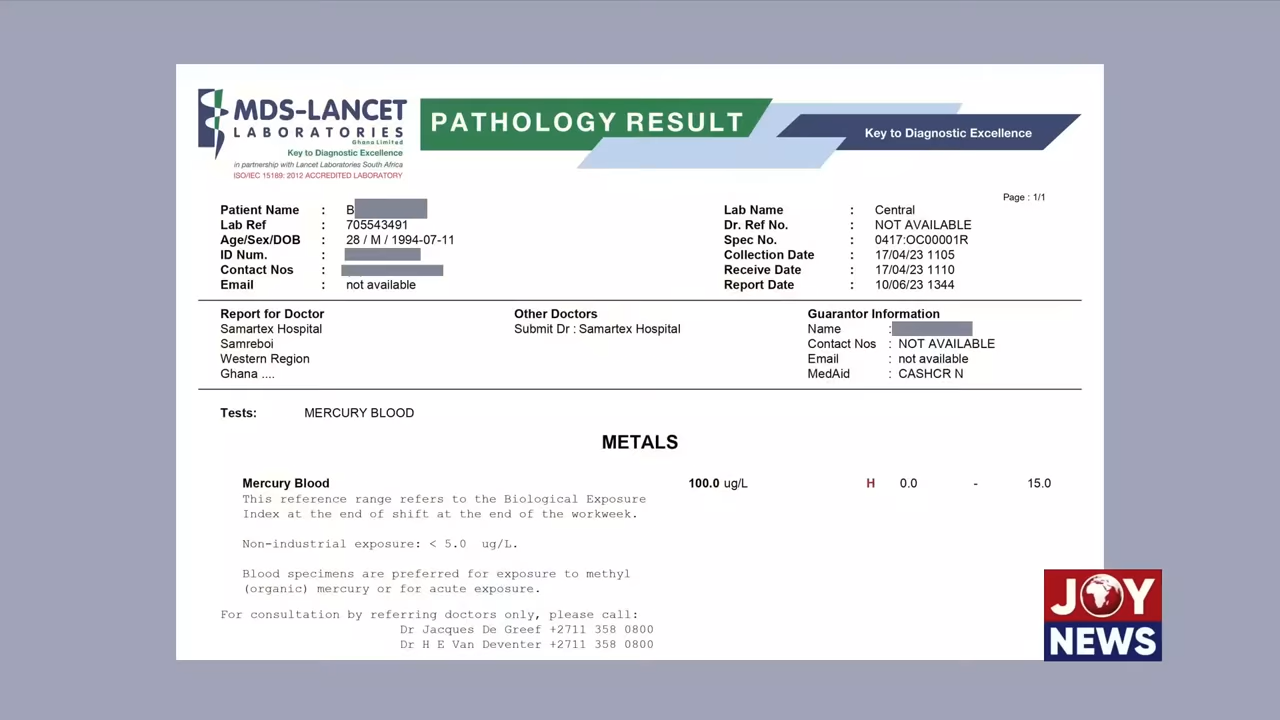 MDS-LANCET
LABORATORIES
Ghana Limited
Key to Diagnostic Excellence
in partnership with Lancet Laboratories South Africa
ISO/IEC 15189: 2012 ACCREDITED LABORATORY
PATHOLOGY RESULT
Key to Diagnostic Excellence
Page : 1/1
Patient Name : B
Lab Ref : 705543491
Age/Sex/DOB : 28 / M / 1994-07-11
ID Num. :
Contact Nos :
Email : not available
Lab Name : Central
Dr. Ref No. : NOT AVAILABLE
Spec No. : 0417:OC00001R
Collection Date : 17/04/23 1105
Receive Date : 17/04/23 1110
Report Date : 10/06/23 1344
Report for Doctor
Samartex Hospital
Samreboi
Western Region
Ghana ....
Other Doctors
Submit Dr : Samartex Hospital
Guarantor Information
Name :
Contact Nos : NOT AVAILABLE
Email : not available
MedAid : CASHCR N
Tests: MERCURY BLOOD
METALS
Mercury Blood 100.0 ug/L H 0.0 - 15.0
This reference range refers to the Biological Exposure
Index at the end of shift at the end of the workweek.
Non-industrial exposure: < 5.0 ug/L.
Blood specimens are preferred for exposure to methyl
(organic) mercury or for acute exposure.
For consultation by referring doctors only, please call:
Dr Jacques De Greef +2711 358 0800
Dr H E Van Deventer +2711 358 0800
JOY
NEWS